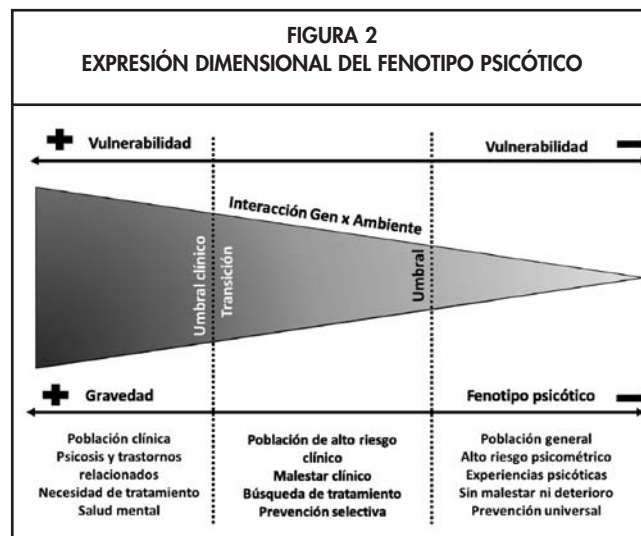 FIGURA 2
EXPRESIÓN DIMENSIONAL DEL FENOTIPO PSICÓTICO
+ Vulnerabilidad
Vulnerabilidad −
Interacción Gen x Ambiente
Umbral clínico
Transición
Umbral
+ Gravedad
Fenotipo psicótico −
Población clínica
Psicosis y trastornos
relacionados
Necesidad de tratamiento
Salud mental
Población de alto riesgo
clínico
Malestar clínico
Búsqueda de tratamiento
Prevención selectiva
Población general
Alto riesgo psicométrico
Experiencias psicóticas
Sin malestar ni deterioro
Prevención universal